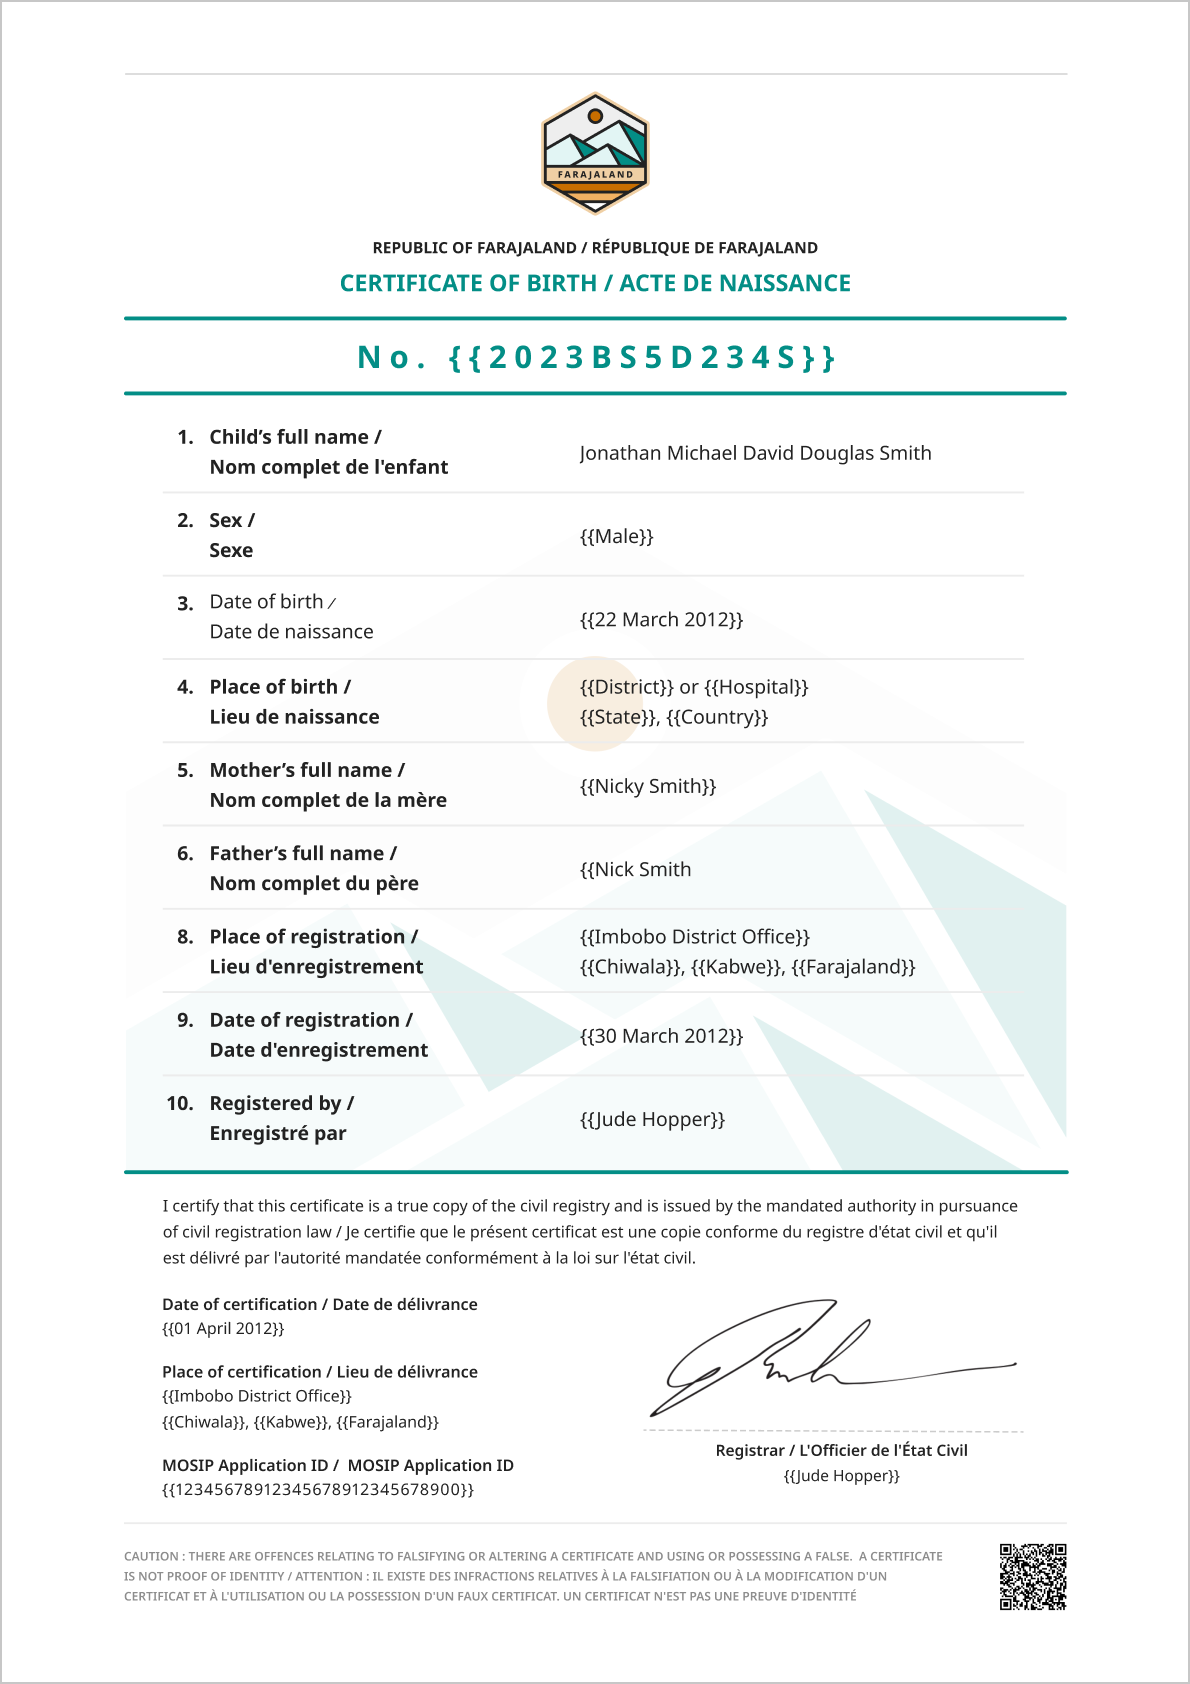 FARAJALAND
REPUBLIC OF FARAJALAND / RÉPUBLIQUE DE FARAJALAND
CERTIFICATE OF BIRTH / ACTE DE NAISSANCE
No. {{2023BS5D234S}}
1. Child’s full name /
Nom complet de l'enfant
Jonathan Michael David Douglas Smith
2. Sex /
Sexe
{{Male}}
3. Date of birth /
Date de naissance
{{22 March 2012}}
4. Place of birth /
Lieu de naissance
{{District}} or {{Hospital}}
{{State}}, {{Country}}
5. Mother’s full name /
Nom complet de la mère
{{Nicky Smith}}
6. Father’s full name /
Nom complet du père
{{Nick Smith
8. Place of registration /
Lieu d'enregistrement
{{Imbobo District Office}}
{{Chiwala}}, {{Kabwe}}, {{Farajaland}}
9. Date of registration /
Date d'enregistrement
{{30 March 2012}}
10. Registered by /
Enregistré par
{{Jude Hopper}}
I certify that this certificate is a true copy of the civil registry and is issued by the mandated authority in pursuance
of civil registration law / Je certifie que le présent certificat est une copie conforme du registre d'état civil et qu'il
est délivré par l'autorité mandatée conformément à la loi sur l'état civil.
Date of certification / Date de délivrance
{{01 April 2012}}
Place of certification / Lieu de délivrance
{{Imbobo District Office}}
{{Chiwala}}, {{Kabwe}}, {{Farajaland}}
MOSIP Application ID / MOSIP Application ID
{{12345678912345678912345678900}}
Registrar / L'Officier de l'État Civil
{{Jude Hopper}}
CAUTION : THERE ARE OFFENCES RELATING TO FALSIFYING OR ALTERING A CERTIFICATE AND USING OR POSSESSING A FALSE. A CERTIFICATE
IS NOT PROOF OF IDENTITY / ATTENTION : IL EXISTE DES INFRACTIONS RELATIVES À LA FALSIFIATION OU À LA MODIFICATION D'UN
CERTIFICAT ET À L'UTILISATION OU LA POSSESSION D'UN FAUX CERTIFICAT. UN CERTIFICAT N'EST PAS UNE PREUVE D'IDENTITÉ